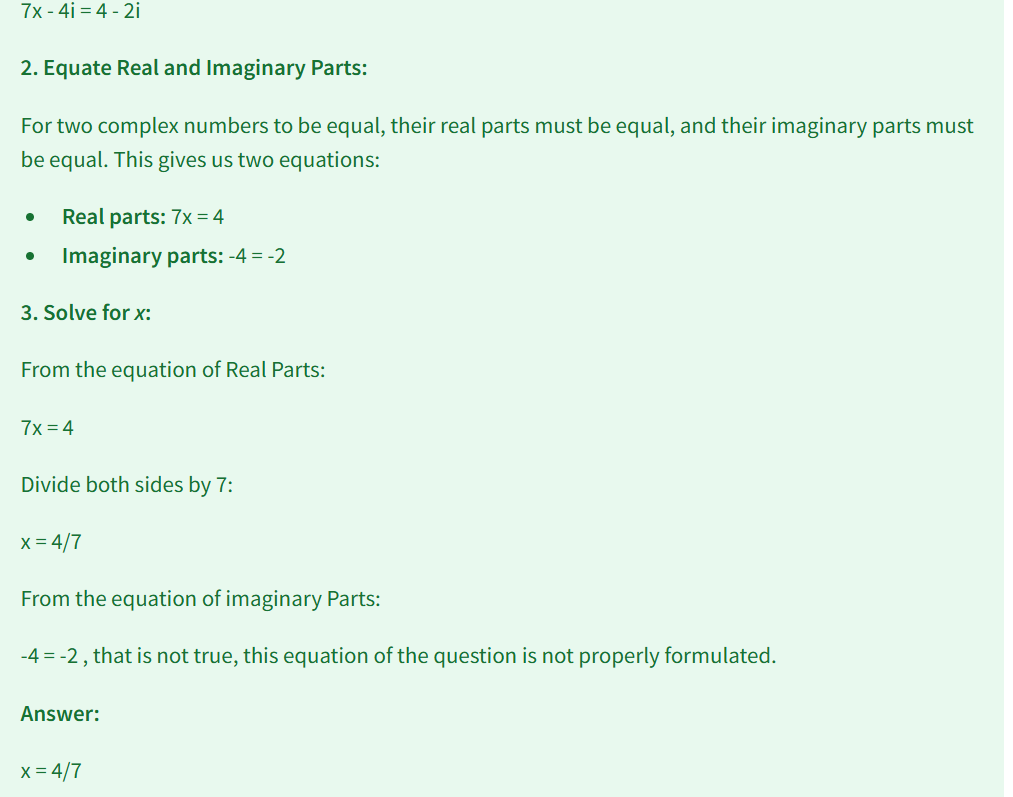 7x - 4i = 4 - 2i
2. Equate Real and Imaginary Parts:
For two complex numbers to be equal, their real parts must be equal, and their imaginary parts must
be equal. This gives us two equations:
• Real parts: 7x = 4
• Imaginary parts: -4 = -2
3. Solve for x:
From the equation of Real Parts:
7x = 4
Divide both sides by 7:
x = 4/7
From the equation of imaginary Parts:
-4 = -2 , that is not true, this equation of the question is not properly formulated.
Answer:
x = 4/7